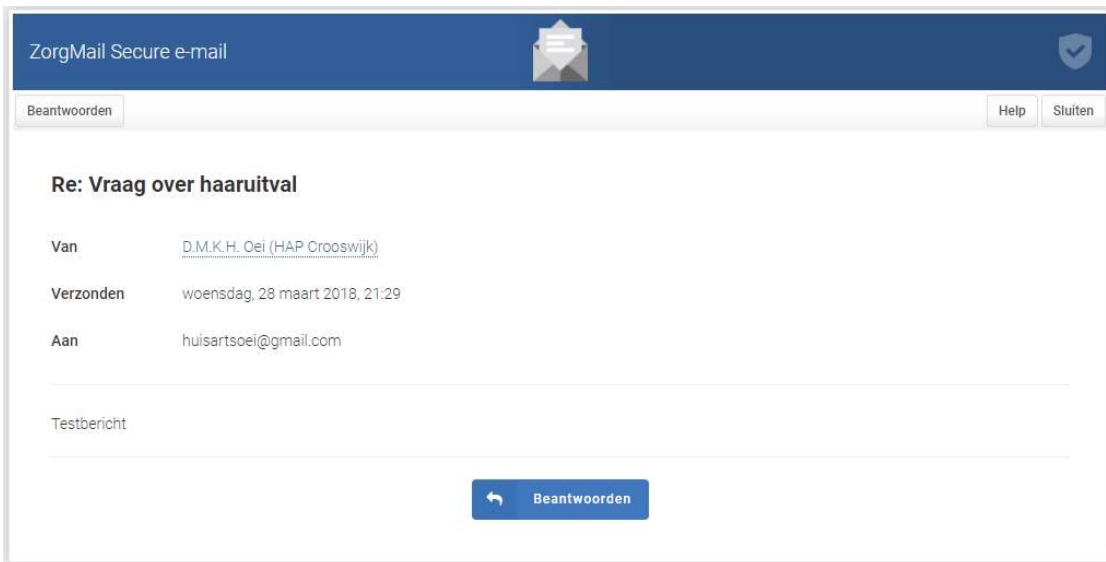 ZorgMail Secure e-mail
Beantwoorden Help Sluiten
Re: Vraag over haaruitval
Van D.M.K.H. Oei (HAP Crooswijk)
Verzonden woensdag, 28 maart 2018, 21:29
Aan huisartsoei@gmail.com
Testbericht
Beantwoorden